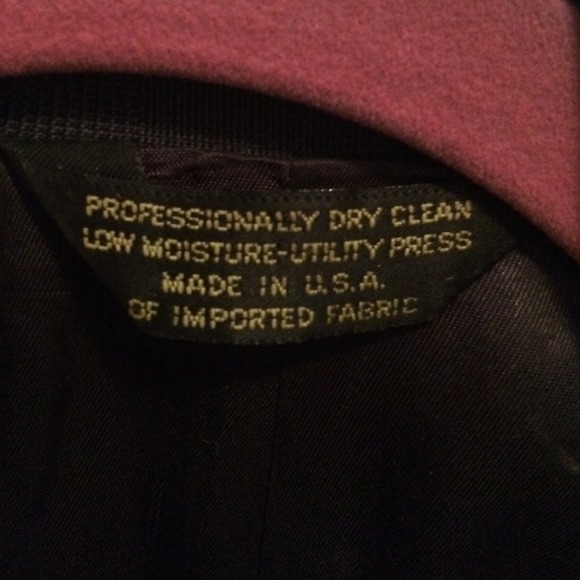 PROFESSIONALLY DRY CLEAN
LOW MOISTURE-UTILITY PRESS
MADE IN U.S.A.
OF IMPORTED FABRIC